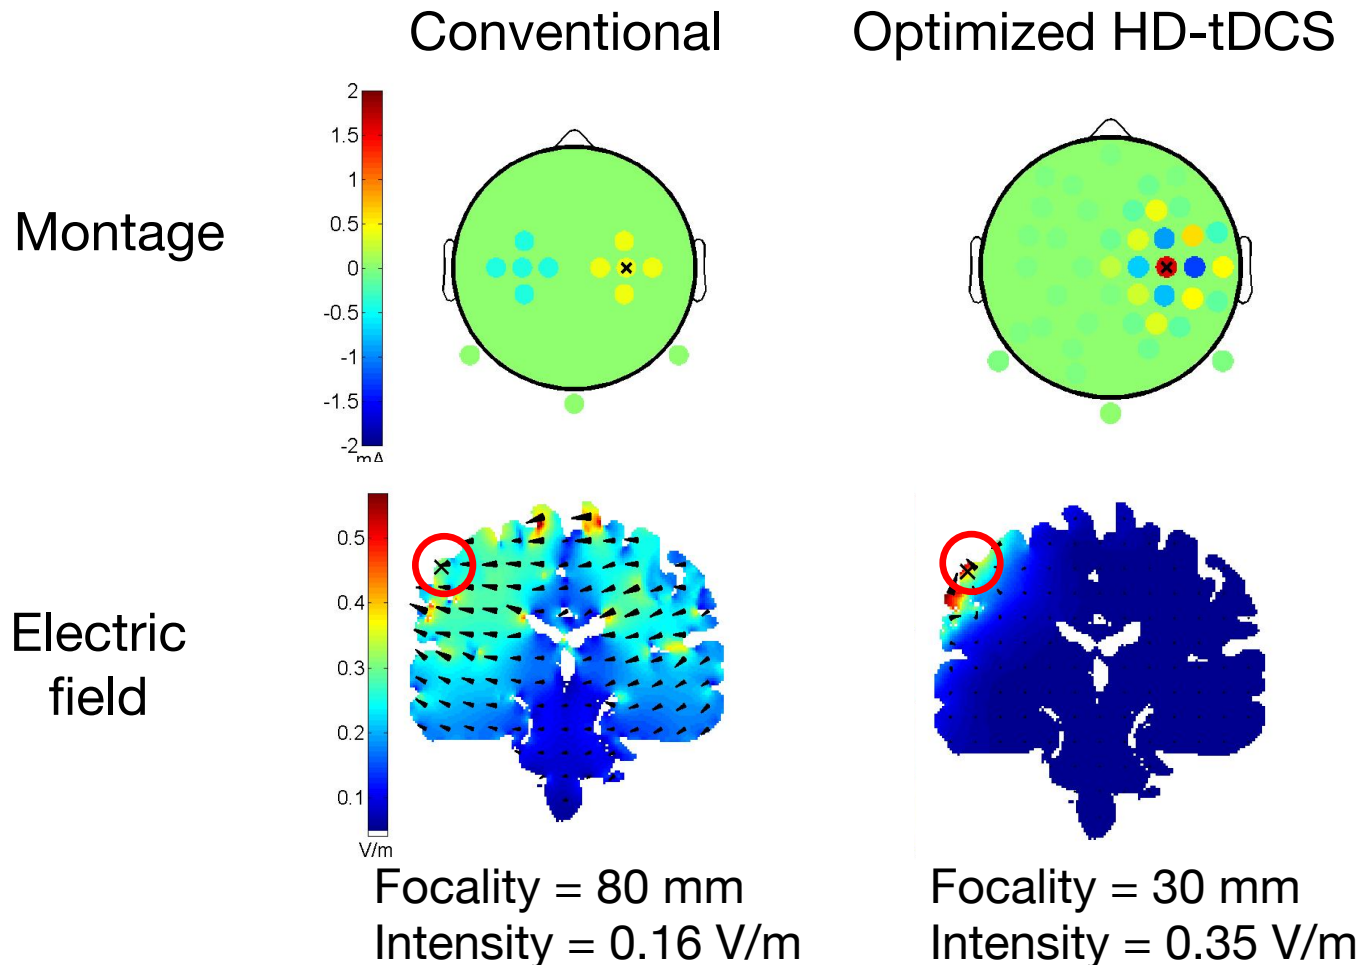 Conventional
Optimized HD-tDCS
Montage
2
1.5
1
0.5
0
-0.5
-1
-1.5
-2
mA
Electric
field
0.5
0.4
0.3
0.2
0.1
V/m
Focality = 80 mm
Intensity = 0.16 V/m
Focality = 30 mm
Intensity = 0.35 V/m